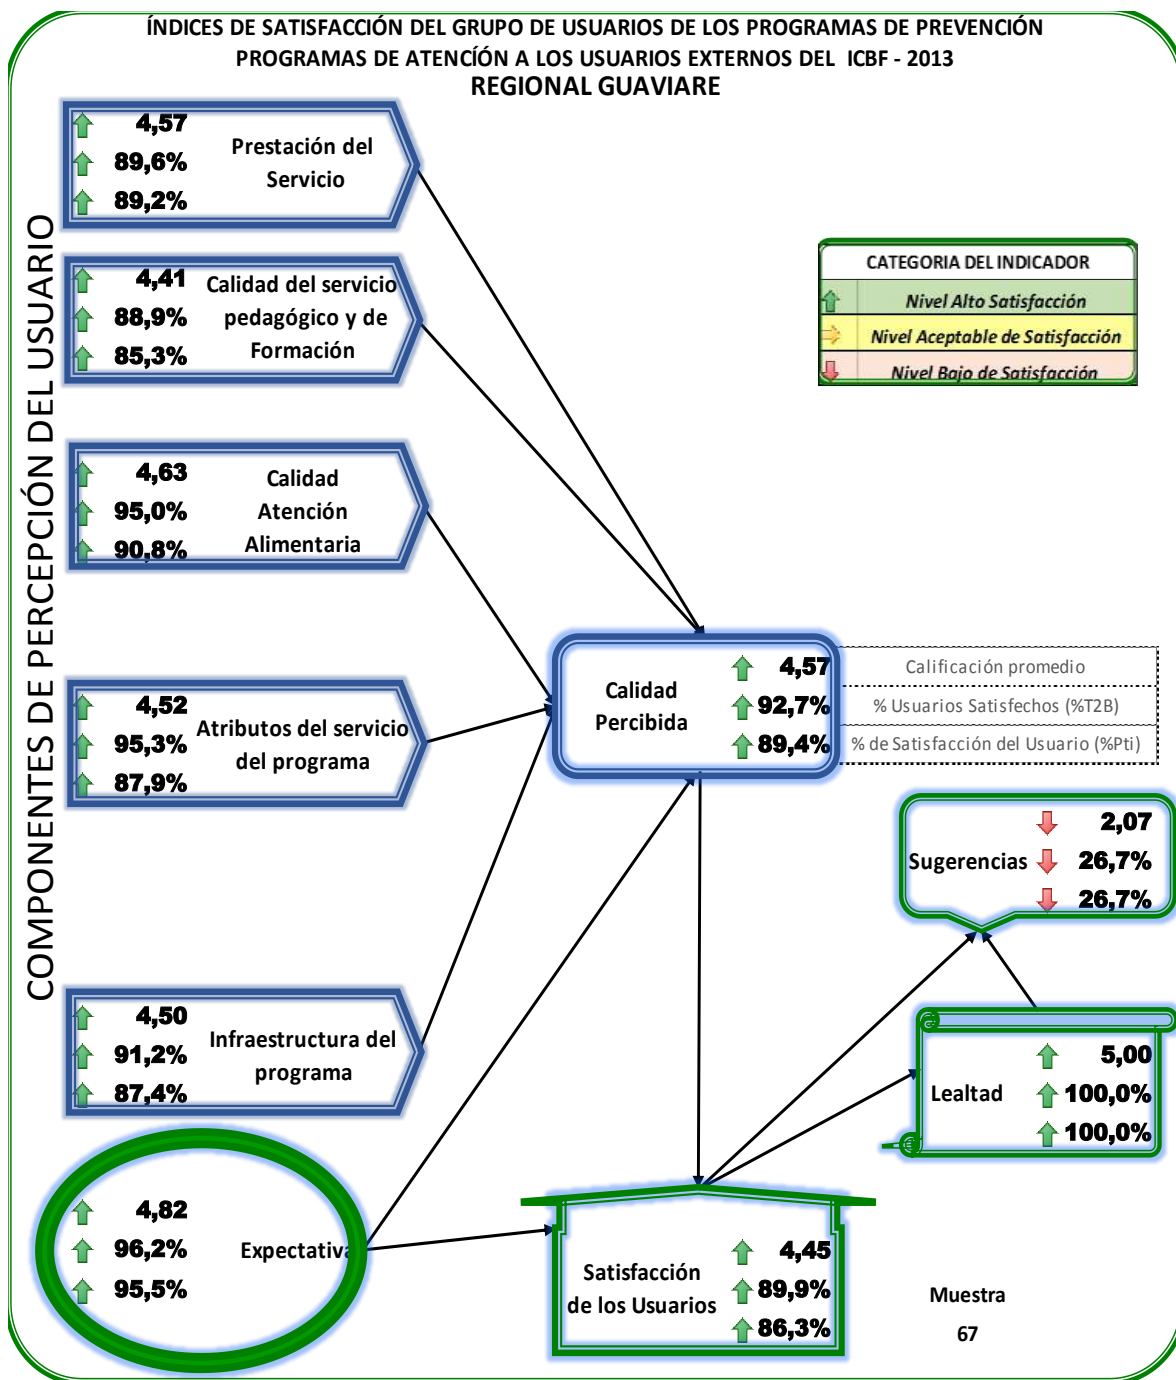 ÍNDICES DE SATISFACCIÓN DEL GRUPO DE USUARIOS DE LOS PROGRAMAS DE PREVENCIÓN
PROGRAMAS DE ATENCÍÓN A LOS USUARIOS EXTERNOS DEL ICBF - 2013
REGIONAL GUAVIARE
COMPONENTES DE PERCEPCIÓN DEL USUARIO
4,57
89,6%
89,2%
Prestación del
Servicio
4,41
88,9%
85,3%
Calidad del servicio
pedagógico y de
Formación
CATEGORIA DEL INDICADOR
Nivel Alto Satisfacción
Nivel Aceptable de Satisfacción
Nivel Bajo de Satisfacción
4,63
95,0%
90,8%
Calidad
Atención
Alimentaria
4,52
95,3%
87,9%
Atributos del servicio
del programa
Calidad
Percibida
4,57
92,7%
89,4%
Calificación promedio
% Usuarios Satisfechos (%T2B)
% de Satisfacción del Usuario (%Pti)
Sugerencias
2,07
26,7%
26,7%
4,50
91,2%
87,4%
Infraestructura del
programa
Lealtad
5,00
100,0%
100,0%
4,82
96,2%
95,5%
Expectativa
Satisfacción
de los Usuarios
4,45
89,9%
86,3%
Muestra
67